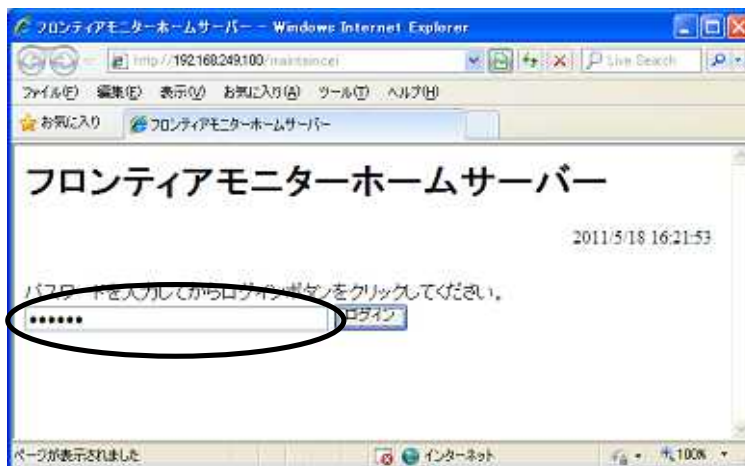 フロンティアモニターホームサーバー - Windows Internet Explorer
http://192.168.249.100/maintenance/ Live Search
ファイル(F) 編集(E) 表示(V) お気に入り(A) ツール(T) ヘルプ(H)
お気に入り フロンティアモニターホームサーバー
フロンティアモニターホームサーバー
2011/5/18 16:21:53
パスワードを入力してからログインボタンをクリックしてください。
●●●●●● ログイン
ページが表示されました インターネット 100%